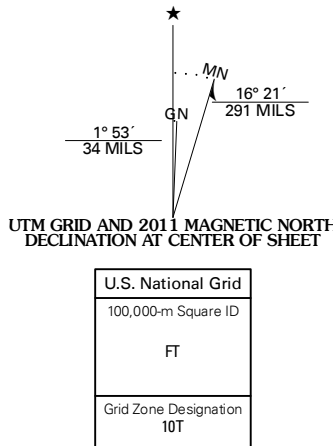 ★
MN
16° 21´
291 MILS
GN
1° 53´
34 MILS
UTM GRID AND 2011 MAGNETIC NORTH
DECLINATION AT CENTER OF SHEET
U.S. National Grid
100,000-m Square ID
FT
Grid Zone Designation
10T